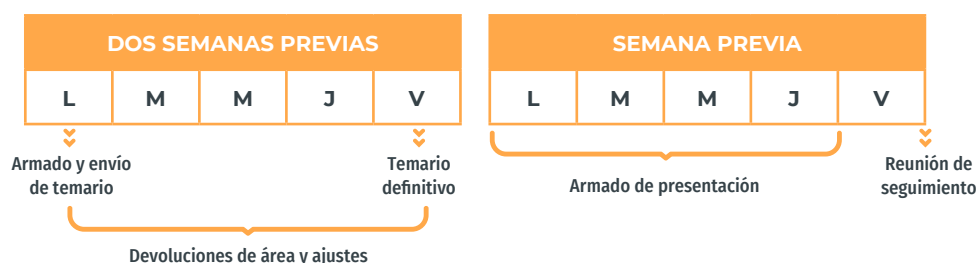 DOS SEMANAS PREVIAS
L M M J V
Armado y envío
de temario
Temario
definitivo
Devoluciones de área y ajustes
SEMANA PREVIA
L M M J V
Armado de presentación
Reunión de
seguimiento